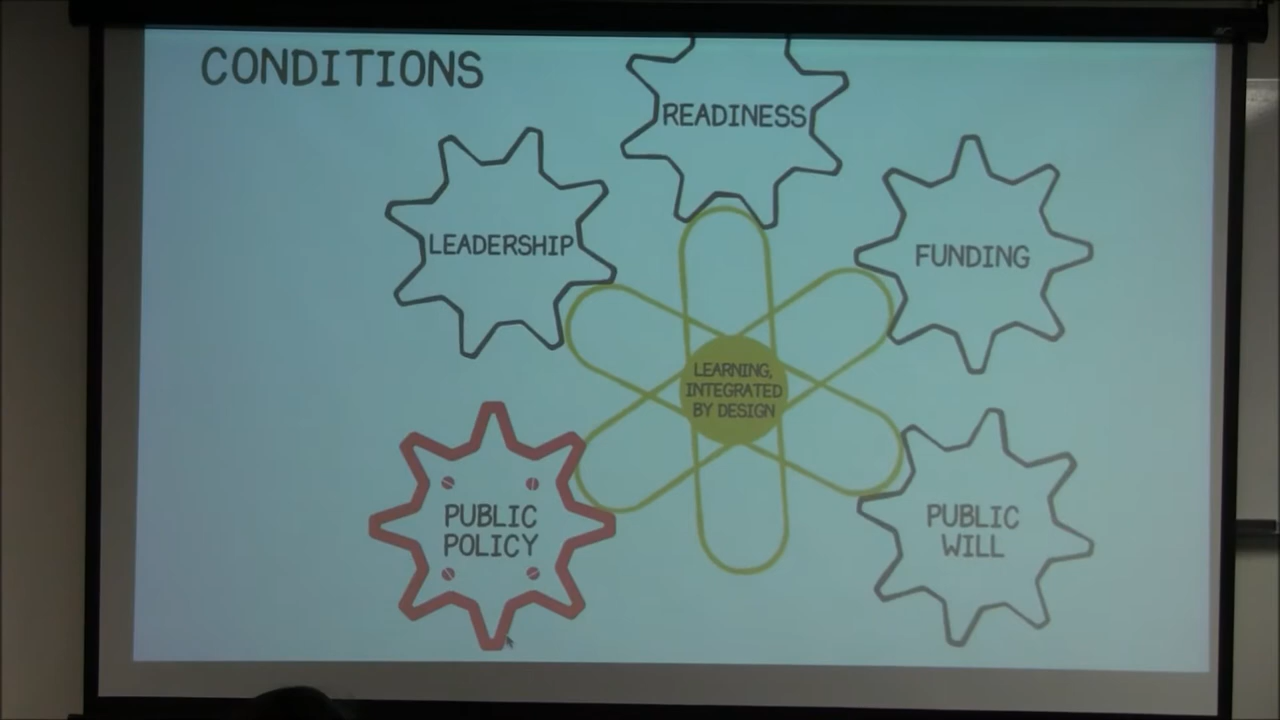 CONDITIONS
READINESS
LEADERSHIP
FUNDING
LEARNING,
INTEGRATED
BY DESIGN
PUBLIC
POLICY
PUBLIC
WILL